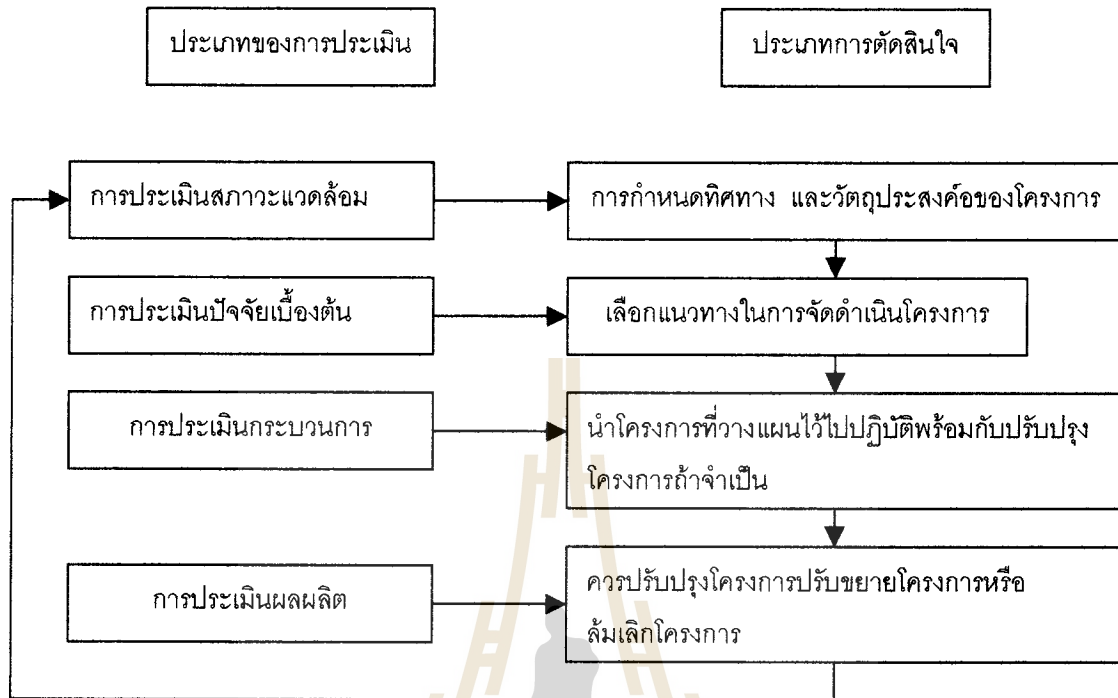 ประเภทของการประเมิน
ประเภทการตัดสินใจ
การประเมินสภาวะแวดล้อม
การกำหนดทิศทาง และวัตถุประสงค์อของโครงการ
การประเมินปัจจัยเบื้องต้น
เลือกแนวทางในการจัดดำเนินโครงการ
การประเมินกระบวนการ
นำโครงการที่วางแผนไว้ไปปฏิบัติพร้อมกับปรับปรุง
โครงการถ้าจำเป็น
การประเมินผลผลิต
ควรปรับปรุงโครงการปรับขยายโครงการหรือ
ล้มเลิกโครงการ